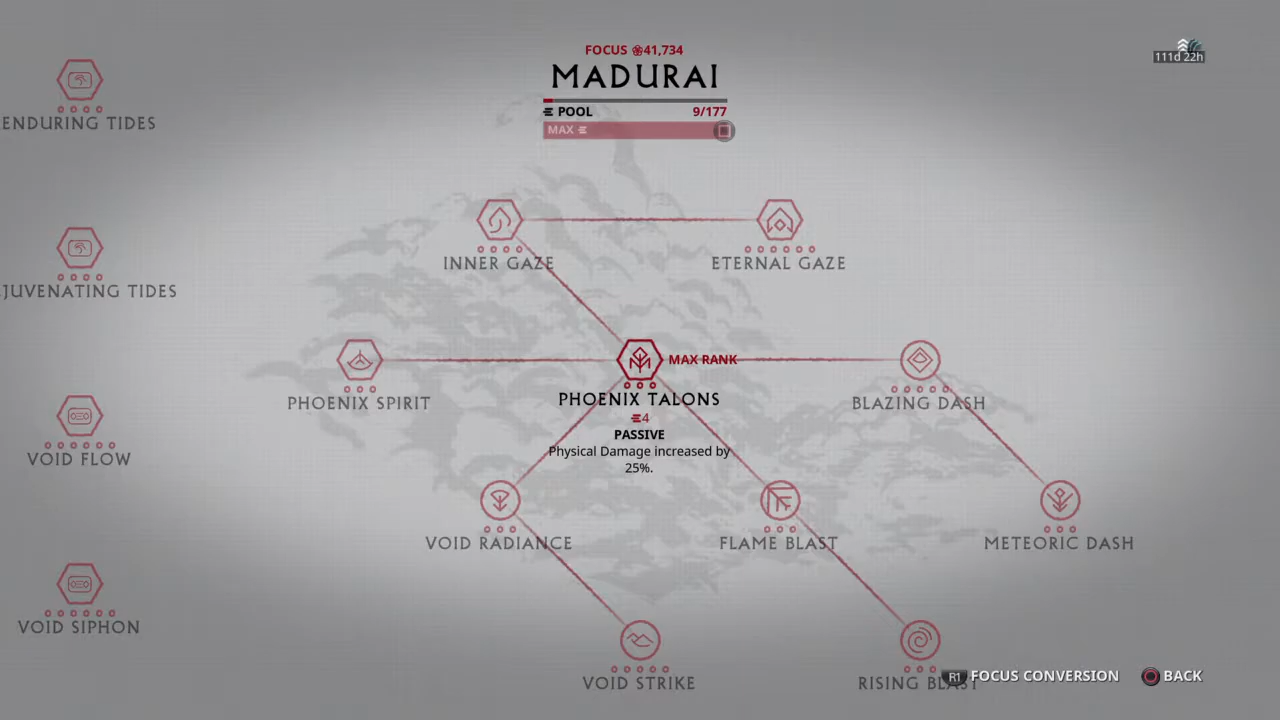 FOCUS 41,734
MADURAI
111d 22h
POOL 9/177
MAX
ENDURING TIDES
INNER GAZE
ETERNAL GAZE
JUVENATING TIDES
MAX RANK
PHOENIX SPIRIT
PHOENIX TALONS
BLAZING DASH
4
PASSIVE
Physical Damage increased by
25%.
VOID FLOW
VOID RADIANCE
FLAME BLAST
METEORIC DASH
VOID SIPHON
VOID STRIKE
RISING BLAST
R1 FOCUS CONVERSION
BACK